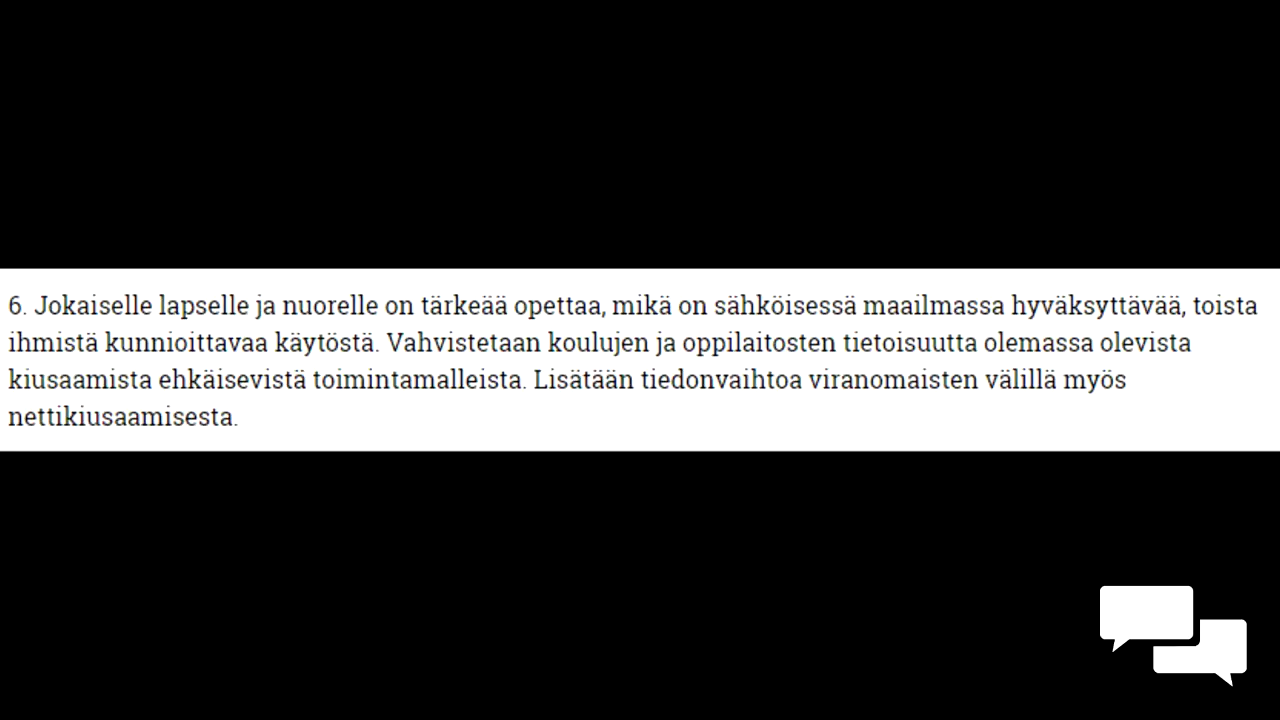 6. Jokaiselle lapselle ja nuorelle on tärkeää opettaa, mikä on sähköisessä maailmassa hyväksyttävää, toista
ihmistä kunnioittavaa käytöstä. Vahvistetaan koulujen ja oppilaitosten tietoisuutta olemassa olevista
kiusaamista ehkäisevistä toimintamalleista. Lisätään tiedonvaihtoa viranomaisten välillä myös
nettikiusaamisesta.